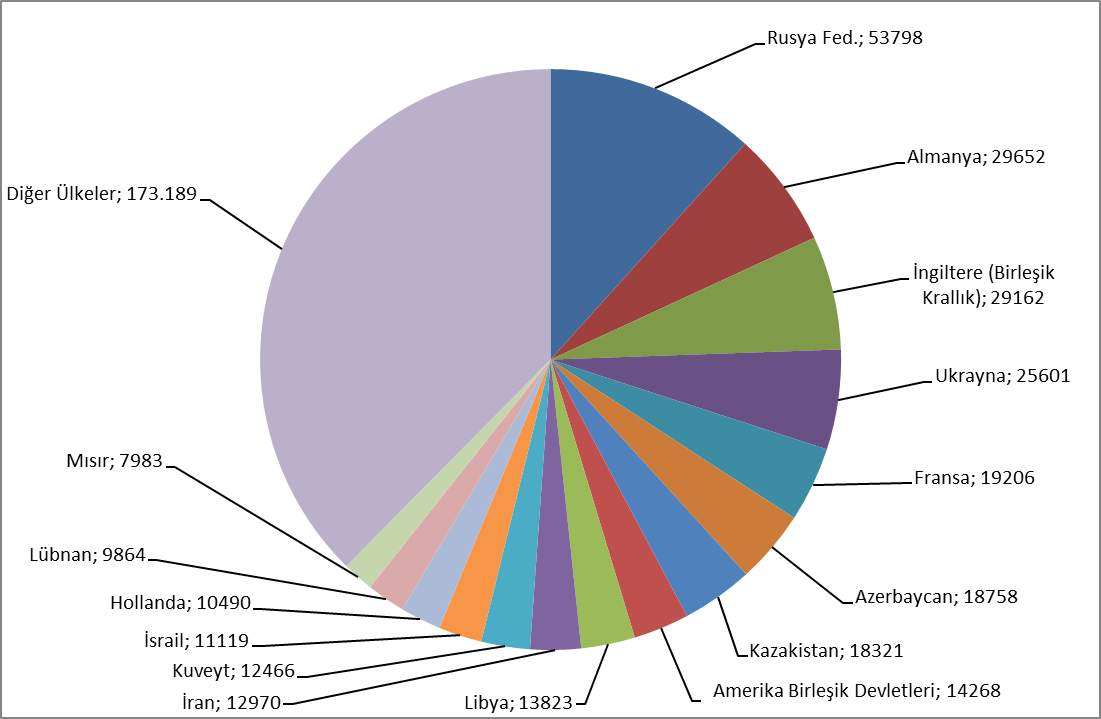 Rusya Fed.; 53798
Almanya; 29652
İngiltere (Birleşik
Krallık); 29162
Ukrayna; 25601
Fransa; 19206
Azerbaycan; 18758
Kazakistan; 18321
Amerika Birleşik Devletleri; 14268
Libya; 13823
İran; 12970
Kuveyt; 12466
İsrail; 11119
Hollanda; 10490
Lübnan; 9864
Mısır; 7983
Diğer Ülkeler; 173.189